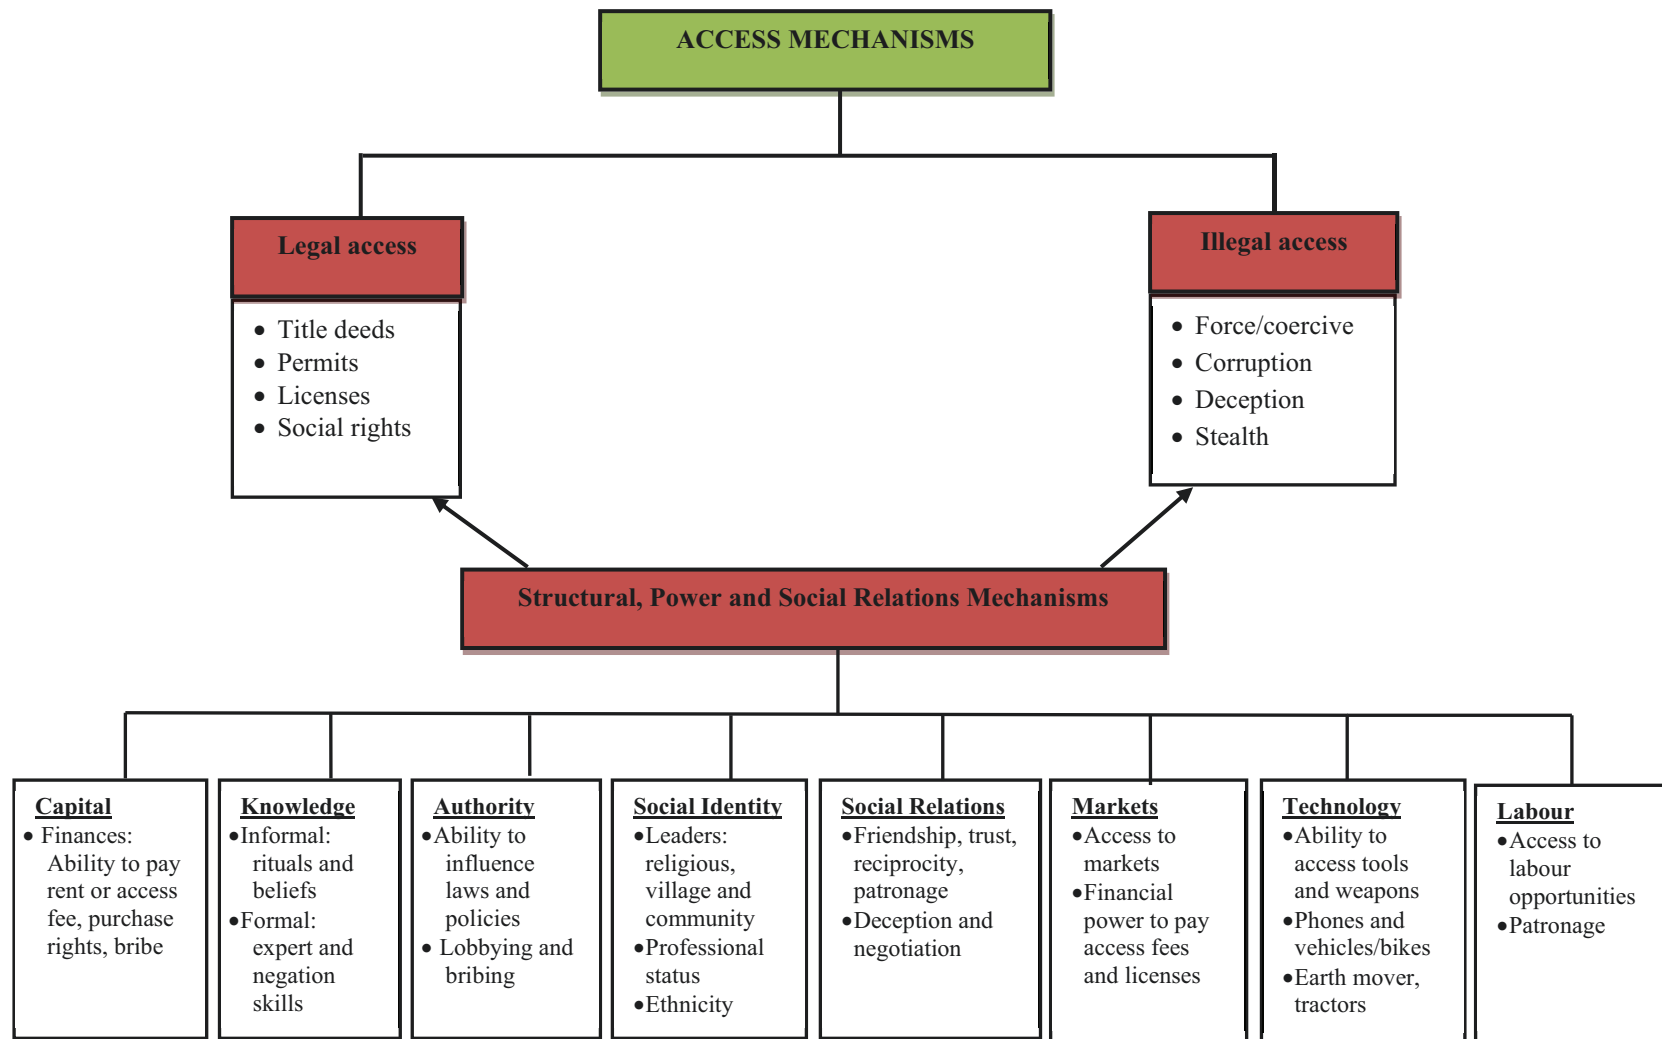 ACCESS MECHANISMS
Legal access
• Title deeds
• Permits
• Licenses
• Social rights
Illegal access
• Force/coercive
• Corruption
• Deception
• Stealth
Structural, Power and Social Relations Mechanisms
Capital
• Finances:
Ability to pay
rent or access
fee, purchase
rights, bribe
Knowledge
•Informal:
rituals and
beliefs
•Formal:
expert and
negation
skills
Authority
•Ability to
influence
laws and
policies
• Lobbying and
bribing
Social Identity
•Leaders:
religious,
village and
community
•Professional
status
•Ethnicity
Social Relations
•Friendship, trust,
reciprocity,
patronage
•Deception and
negotiation
Markets
•Access to
markets
•Financial
power to pay
access fees
and licenses
Technology
•Ability to
access tools
and weapons
•Phones and
vehicles/bikes
•Earth mover,
tractors
Labour
•Access to
labour
opportunities
•Patronage